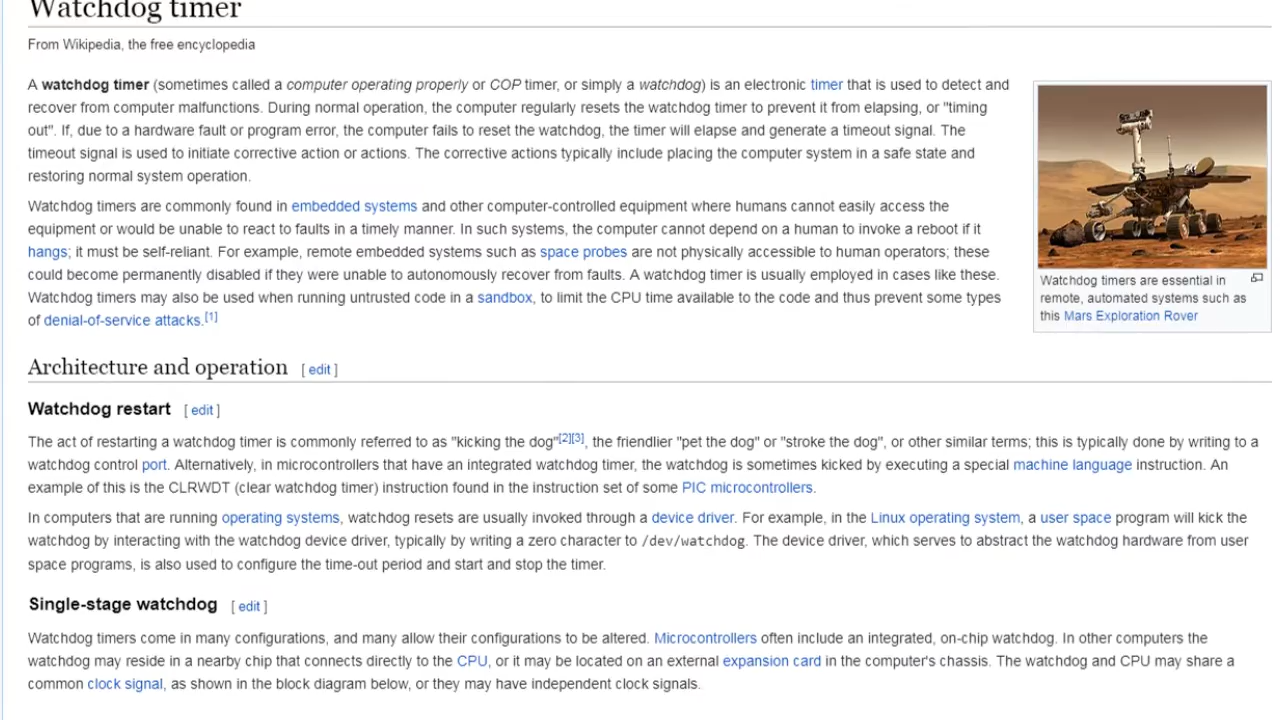 Watchdog timer
From Wikipedia, the free encyclopedia
A watchdog timer (sometimes called a computer operating properly or COP timer, or simply a watchdog) is an electronic timer that is used to detect and
recover from computer malfunctions. During normal operation, the computer regularly resets the watchdog timer to prevent it from elapsing, or "timing
out". If, due to a hardware fault or program error, the computer fails to reset the watchdog, the timer will elapse and generate a timeout signal. The
timeout signal is used to initiate corrective action or actions. The corrective actions typically include placing the computer system in a safe state and
restoring normal system operation.
Watchdog timers are commonly found in embedded systems and other computer-controlled equipment where humans cannot easily access the
equipment or would be unable to react to faults in a timely manner. In such systems, the computer cannot depend on a human to invoke a reboot if it
hangs; it must be self-reliant. For example, remote embedded systems such as space probes are not physically accessible to human operators; these
could become permanently disabled if they were unable to autonomously recover from faults. A watchdog timer is usually employed in cases like these.
Watchdog timers may also be used when running untrusted code in a sandbox, to limit the CPU time available to the code and thus prevent some types
of denial-of-service attacks.[1]
Watchdog timers are essential in
remote, automated systems such as
this Mars Exploration Rover
Architecture and operation [ edit ]
Watchdog restart [ edit ]
The act of restarting a watchdog timer is commonly referred to as "kicking the dog"[2][3], the friendlier "pet the dog" or "stroke the dog", or other similar terms; this is typically done by writing to a
watchdog control port. Alternatively, in microcontrollers that have an integrated watchdog timer, the watchdog is sometimes kicked by executing a special machine language instruction. An
example of this is the CLRWDT (clear watchdog timer) instruction found in the instruction set of some PIC microcontrollers.
In computers that are running operating systems, watchdog resets are usually invoked through a device driver. For example, in the Linux operating system, a user space program will kick the
watchdog by interacting with the watchdog device driver, typically by writing a zero character to /dev/watchdog. The device driver, which serves to abstract the watchdog hardware from user
space programs, is also used to configure the time-out period and start and stop the timer.
Single-stage watchdog [ edit ]
Watchdog timers come in many configurations, and many allow their configurations to be altered. Microcontrollers often include an integrated, on-chip watchdog. In other computers the
watchdog may reside in a nearby chip that connects directly to the CPU, or it may be located on an external expansion card in the computer's chassis. The watchdog and CPU may share a
common clock signal, as shown in the block diagram below, or they may have independent clock signals.